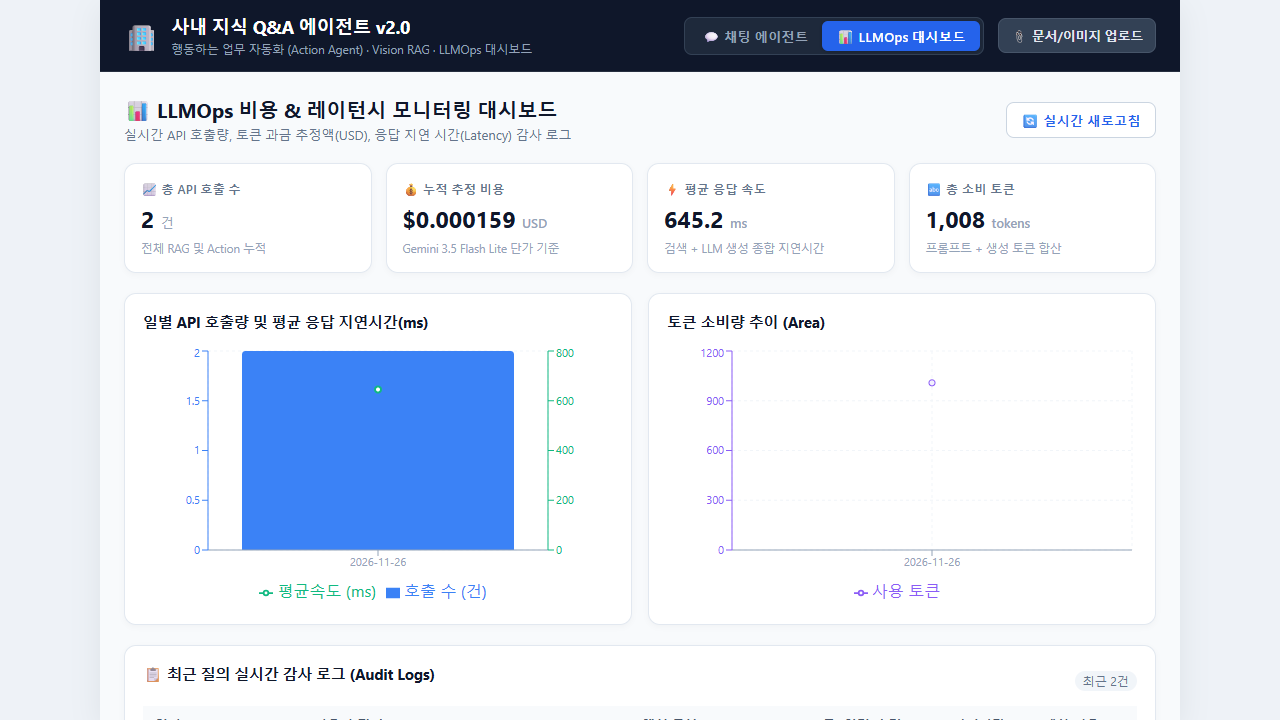 사내 지식 Q&A 에이전트 v2.0
행동하는 업무 자동화 (Action Agent) · Vision RAG · LLMOps 대시보드
채팅 에이전트
LLMOps 대시보드
문서/이미지 업로드
LLMOps 비용 & 레이턴시 모니터링 대시보드
실시간 API 호출량, 토큰 과금 추정액(USD), 응답 지연 시간(Latency) 감사 로그
실시간 새로고침
총 API 호출 수
2 건
전체 RAG 및 Action 누적
누적 추정 비용
$0.000159 USD
Gemini 3.5 Flash Lite 단가 기준
평균 응답 속도
645.2 ms
검색 + LLM 생성 종합 지연시간
총 소비 토큰
1,008 tokens
프롬프트 + 생성 토큰 합산
일별 API 호출량 및 평균 응답 지연시간(ms)
2
1.5
1
0.5
0
800
600
400
200
0
2026-11-26
평균속도 (ms)
호출 수 (건)
토큰 소비량 추이 (Area)
1200
900
600
300
0
2026-11-26
사용 토큰
최근 질의 실시간 감사 로그 (Audit Logs)
최근 2건